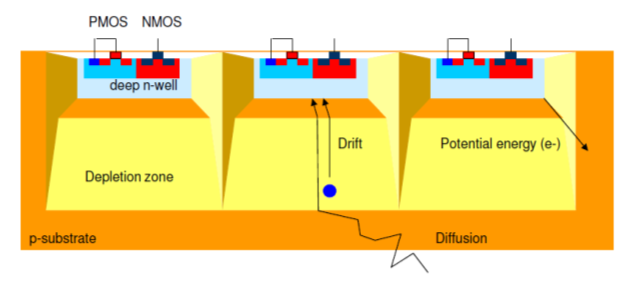 PMOS NMOS
deep n-well
Drift
Potential energy (e-)
Depletion zone
p-substrate
Diffusion